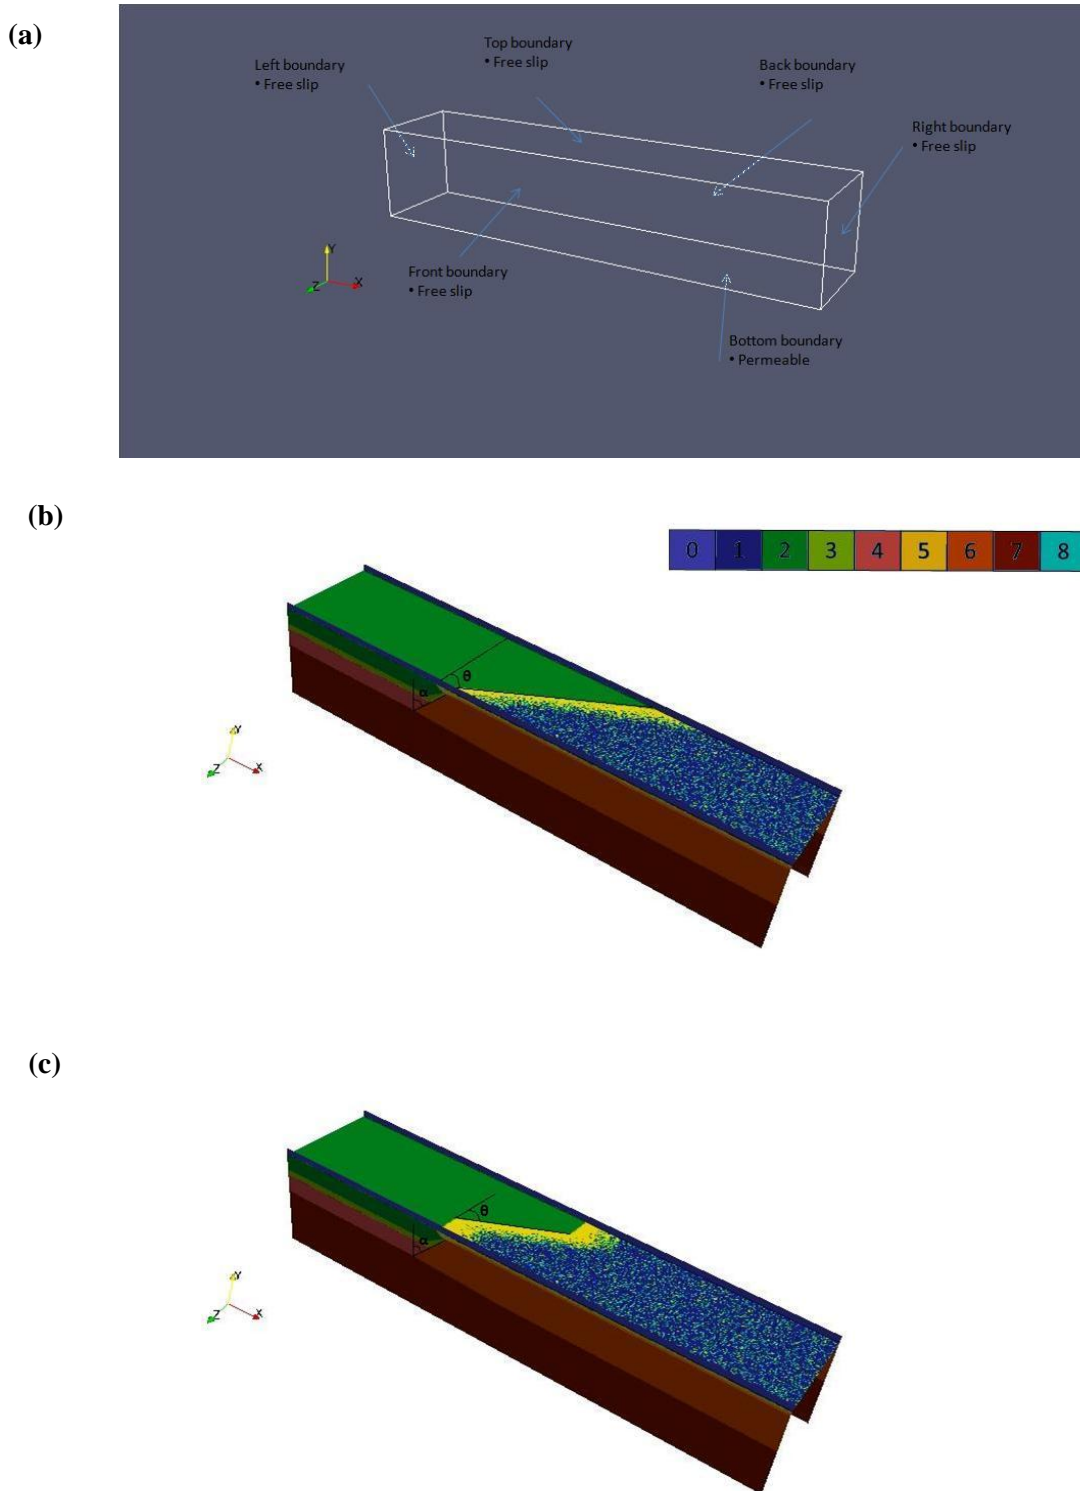 (a)
Top boundary
• Free slip
Left boundary
• Free slip
Back boundary
• Free slip
Right boundary
• Free slip
Front boundary
• Free slip
Bottom boundary
• Permeable
Y
Z X
(b)
0 1 2 3 4 5 6 7 8
θ
α
Y
Z X
(c)
θ
α
Y
Z X